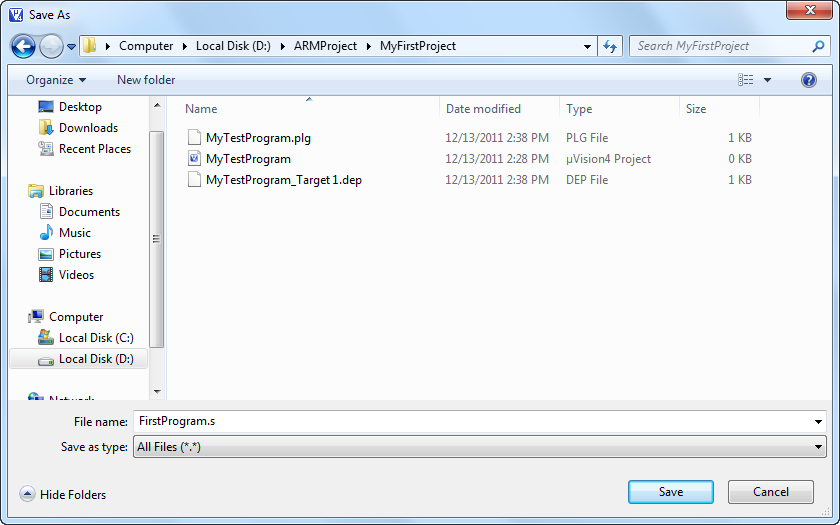 Save As
Computer Local Disk (D:) ARMProject MyFirstProject Search MyFirstProject
Organize New folder
Desktop
Downloads
Recent Places
Libraries
Documents
Music
Pictures
Videos
Computer
Local Disk (C:)
Local Disk (D:)
Network
Name Date modified Type Size
MyTestProgram.plg 12/13/2011 2:38 PM PLG File 1 KB
MyTestProgram 12/13/2011 2:38 PM µVision4 Project 0 KB
MyTestProgram_Target 1.dep 12/13/2011 2:38 PM DEP File 1 KB
File name: FirstProgram.s
Save as type: All Files (*.*)
Hide Folders Save Cancel